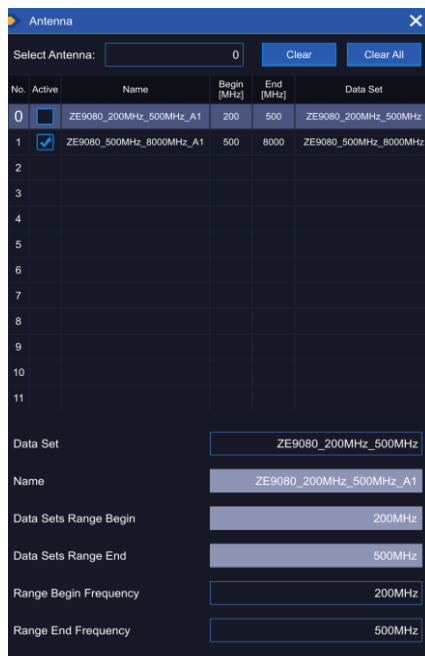 Antenna
Select Antenna: 0 Clear Clear All
No. Active Name Begin [MHz] End [MHz] Data Set
0 ZE9080_200MHz_500MHz_A1 200 500 ZE9080_200MHz_500MHz
1 ZE9080_500MHz_8000MHz_A1 500 8000 ZE9080_500MHz_8000MHz
2
3
4
5
6
7
8
9
10
11
Data Set ZE9080_200MHz_500MHz
Name ZE9080_200MHz_500MHz_A1
Data Sets Range Begin 200MHz
Data Sets Range End 500MHz
Range Begin Frequency 200MHz
Range End Frequency 500MHz